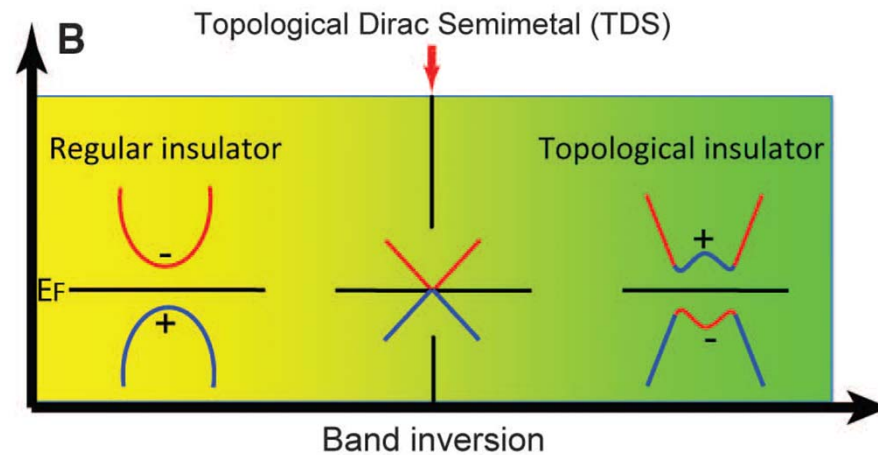 Topological Dirac Semimetal (TDS)
B
Regular insulator
Topological insulator
-
+
EF
+
-
Band inversion